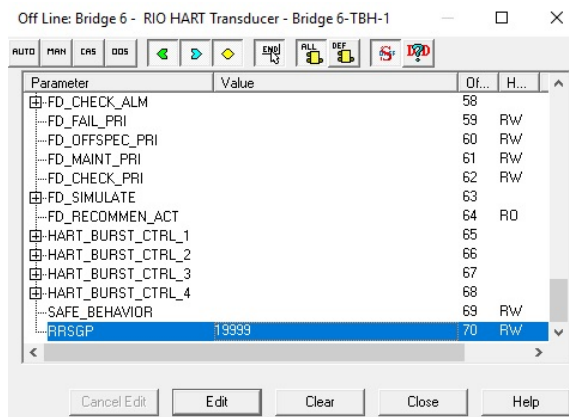 Off Line: Bridge 6 - RIO HART Transducer - Bridge 6-TBH-1
AUTO MAN CAS OOS END ALL DEF
Parameter Value Of... H...
FD_CHECK_ALM 58
FD_FAIL_PRI 59 RW
FD_OFFSPEC_PRI 60 RW
FD_MAINT_PRI 61 RW
FD_CHECK_PRI 62 RW
FD_SIMULATE 63
FD_RECOMMEN_ACT 64 RO
HART_BURST_CTRL_1 65
HART_BURST_CTRL_2 66
HART_BURST_CTRL_3 67
HART_BURST_CTRL_4 68
SAFE_BEHAVIOR 69 RW
RRSGP 19999 70 RW
Cancel Edit Edit Clear Close Help